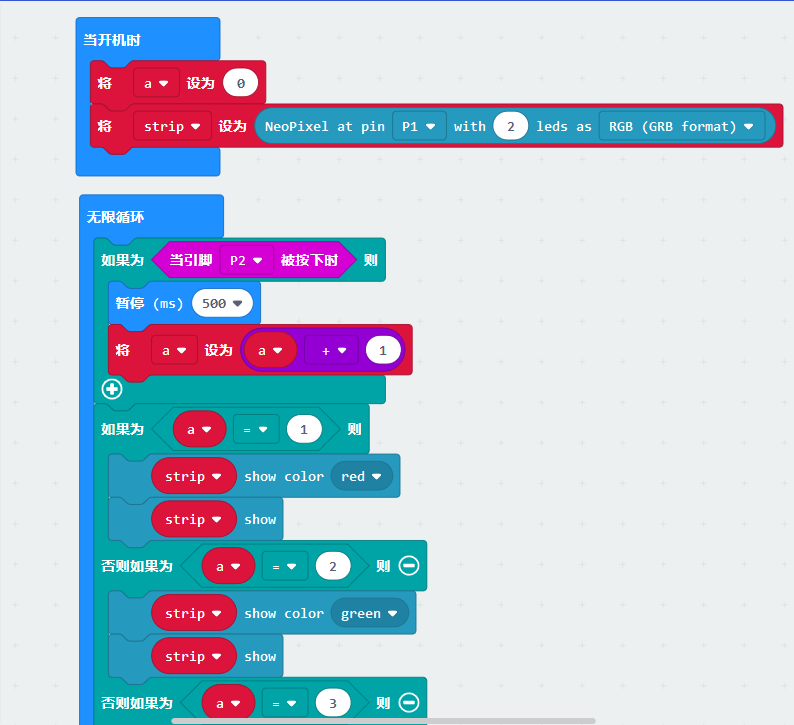 当开机时
将 a 设为 0
将 strip 设为 NeoPixel at pin P1 with 2 leds as RGB (GRB format)
无限循环
如果为 当引脚 P2 被按下时 则
暂停 (ms) 500
将 a 设为 a + 1
如果为 a = 1 则
strip show color red
strip show
否则如果为 a = 2 则
strip show color green
strip show
否则如果为 a = 3 则